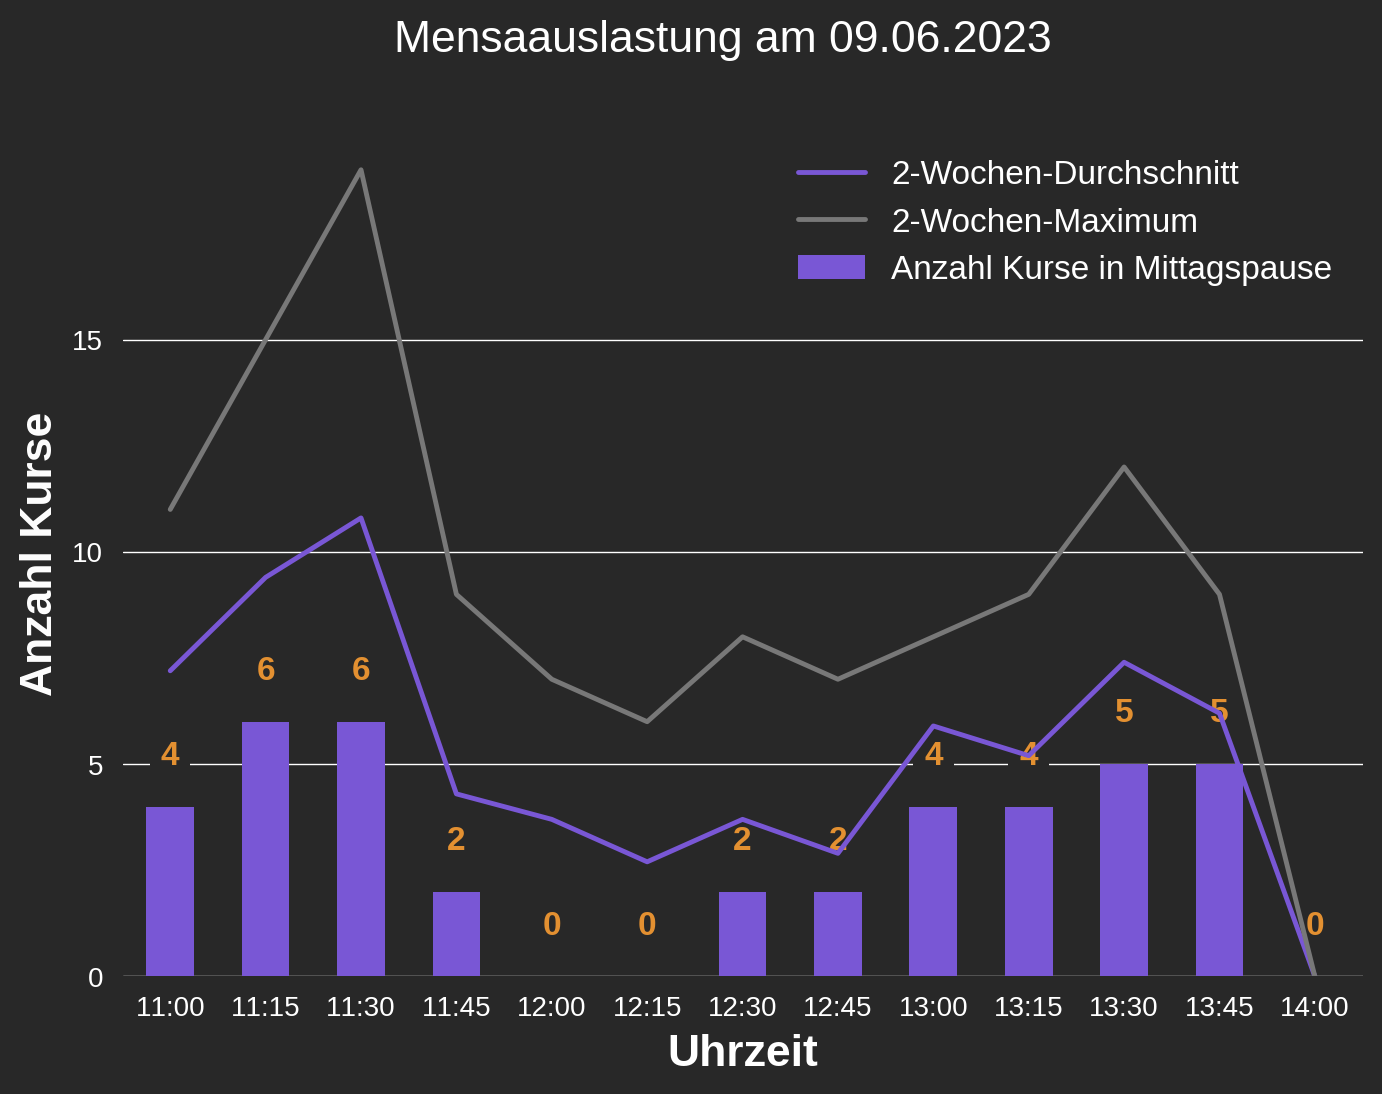 Mensaauslastung am 09.06.2023
2-Wochen-Durchschnitt
2-Wochen-Maximum
Anzahl Kurse in Mittagspause
Anzahl Kurse
15
10
5
0
4
6
6
2
0
0
2
2
4
4
5
5
0
11:00 11:15 11:30 11:45 12:00 12:15 12:30 12:45 13:00 13:15 13:30 13:45 14:00
Uhrzeit